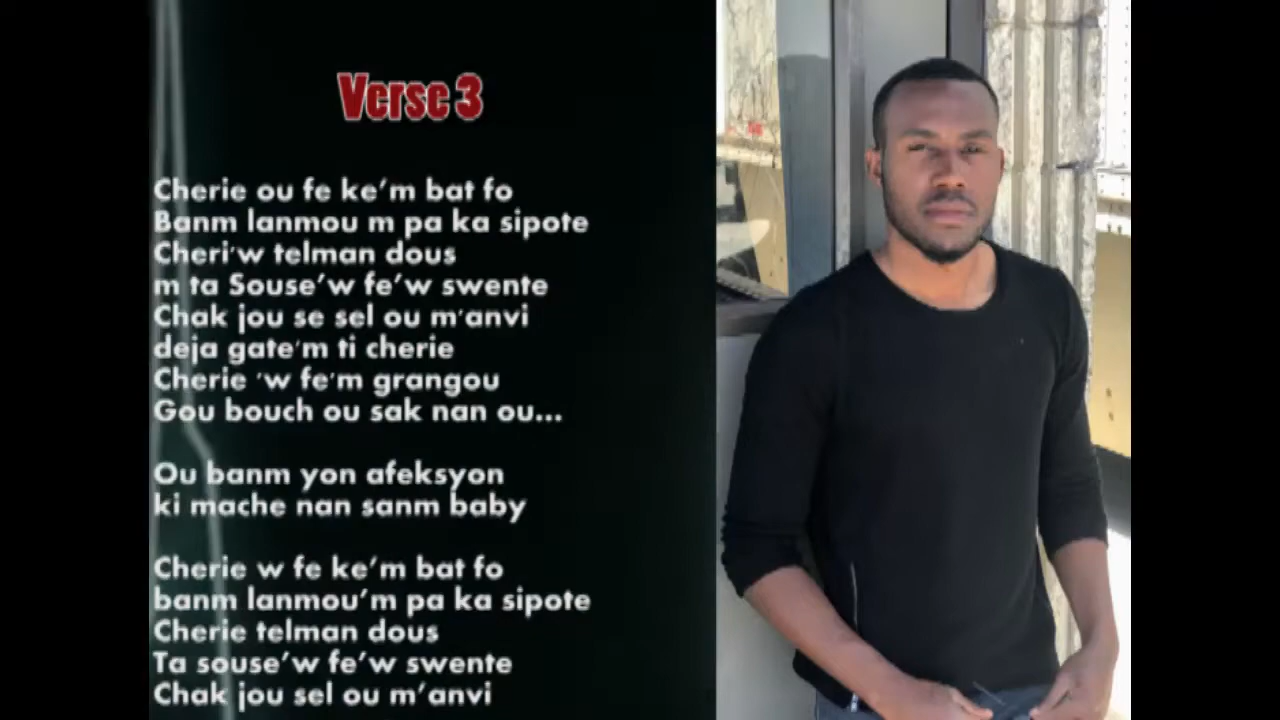 Verse 3
Cherie ou fe ke’m bat fo
Banm lanmou m pa ka sipote
Cheri'w telman dous
m ta Souse’w fe’w swente
Chak jou se sel ou m'anvi
deja gate'm ti cherie
Cherie 'w fe'm grangou
Gou bouch ou sak nan ou...
Ou banm yon afeksyon
ki mache nan sanm baby
Cherie w fe ke’m bat fo
banm lanmou’m pa ka sipote
Cherie telman dous
Ta souse’w fe’w swente
Chak jou sel ou m’anvi